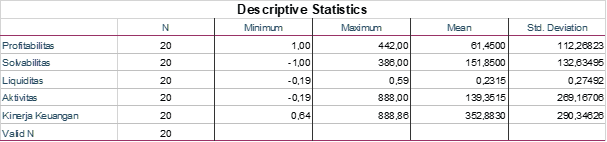 Descriptive Statistics
N Minimum Maximum Mean Std. Deviation
Profitabilitas 20 1,00 442,00 61,4500 112,26823
Solvabilitas 20 -1,00 386,00 151,8500 132,63495
Liquiditas 20 -0,19 0,59 0,2315 0,27492
Aktivitas 20 -0,19 888,00 139,3515 269,16706
Kinerja Keuangan 20 0,64 888,86 352,8830 290,34626
Valid N 20